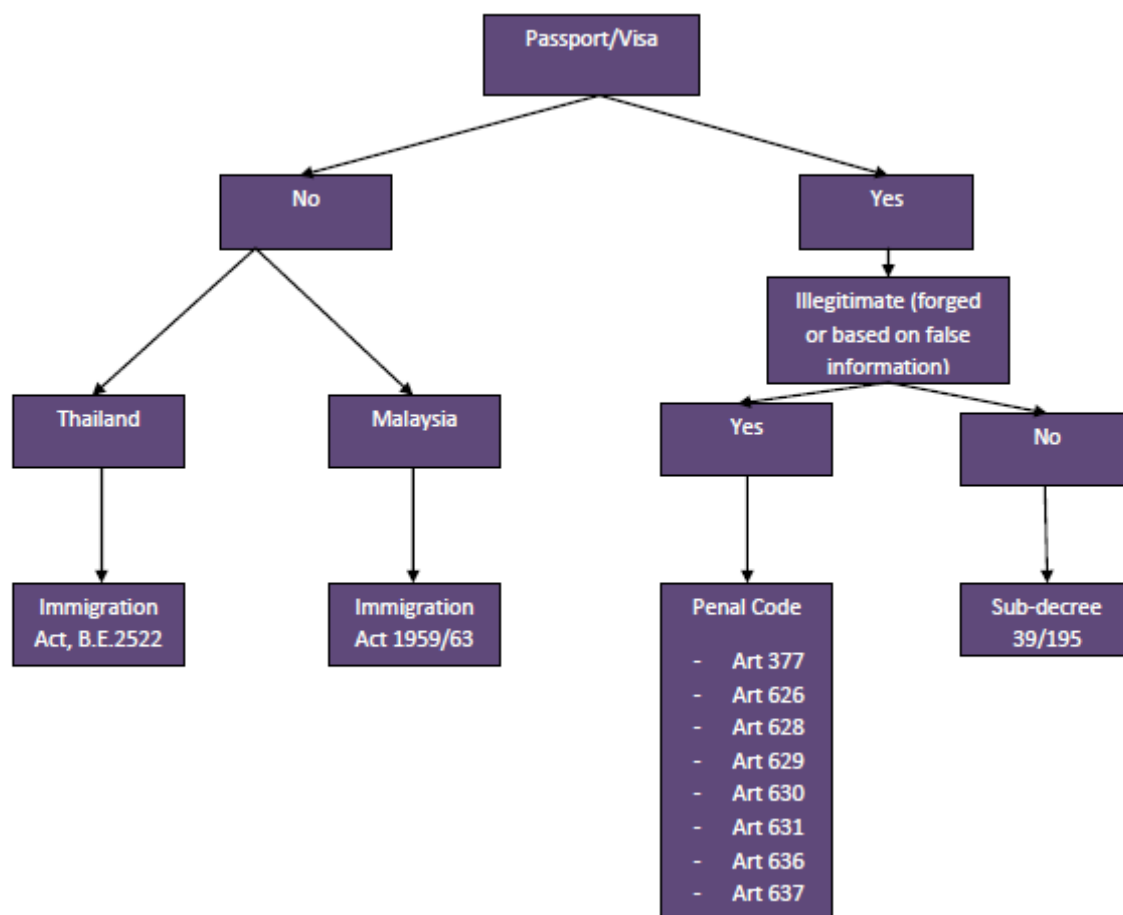 Passport/Visa
No
Yes
Illegitimate (forged
or based on false
information)
Thailand
Malaysia
Yes
No
Immigration
Act, B.E.2522
Immigration
Act 1959/63
Penal Code
- Art 377
- Art 626
- Art 628
- Art 629
- Art 630
- Art 631
- Art 636
- Art 637
Sub-decree
39/195